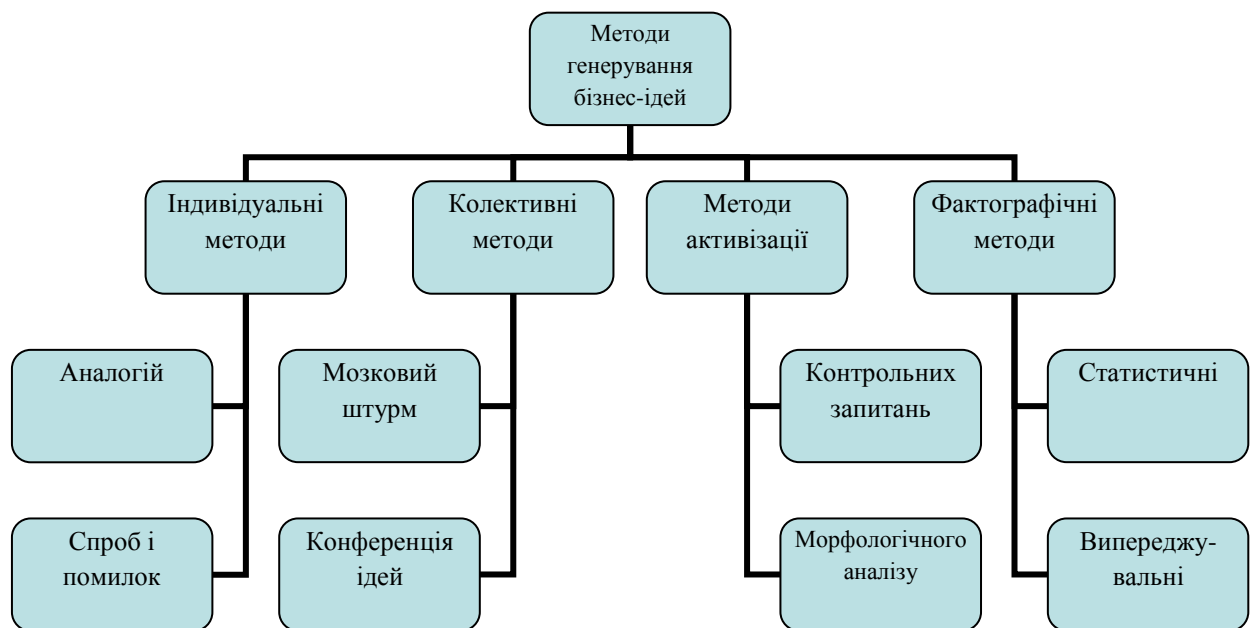 Методи
генерування
бізнес-ідей
Індивідуальні
методи
Колективні
методи
Методи
активізації
Фактографічні
методи
Аналогій
Мозковий
штурм
Контрольних
запитань
Статистичні
Спроб і
помилок
Конференція
ідей
Морфологічного
аналізу
Випереджу-
вальні